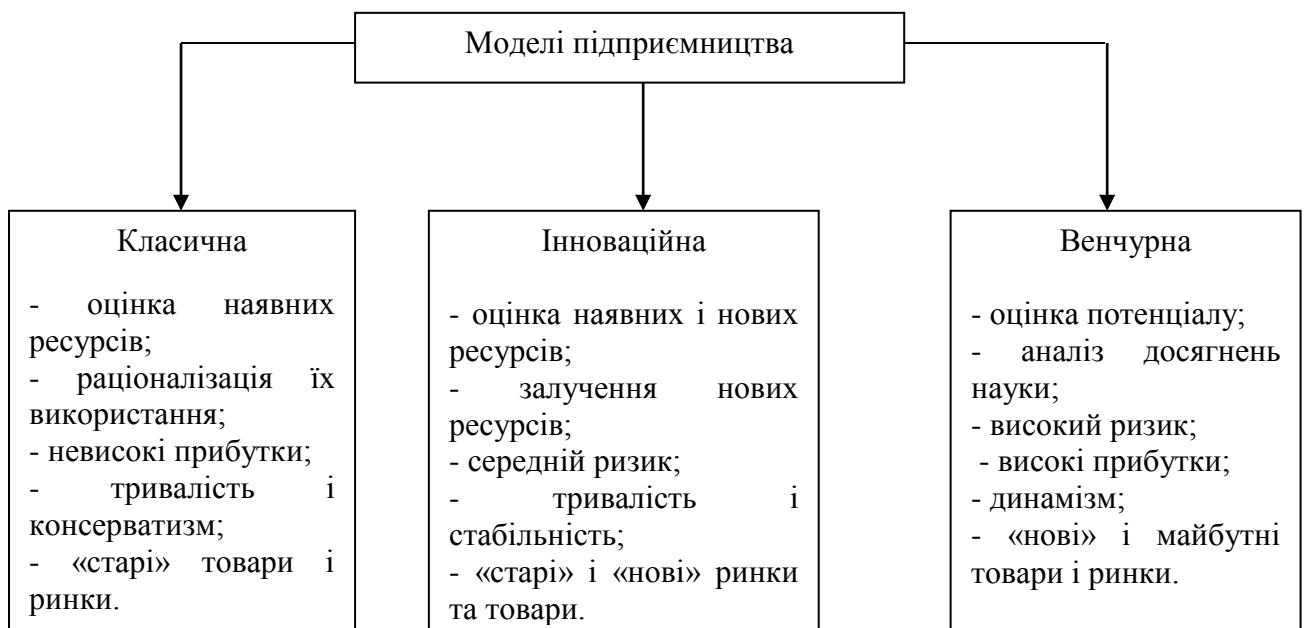 Моделі підприємництва
Класична
- оцінка наявних
ресурсів;
- раціоналізація їх
використання;
- невисокі прибутки;
- тривалість і
консерватизм;
- «старі» товари і
ринки.
Інноваційна
- оцінка наявних і нових
ресурсів;
- залучення нових
ресурсів;
- середній ризик;
- тривалість і
стабільність;
- «старі» і «нові» ринки
та товари.
Венчурна
- оцінка потенціалу;
- аналіз досягнень
науки;
- високий ризик;
- високі прибутки;
- динамізм;
- «нові» і майбутні
товари і ринки.